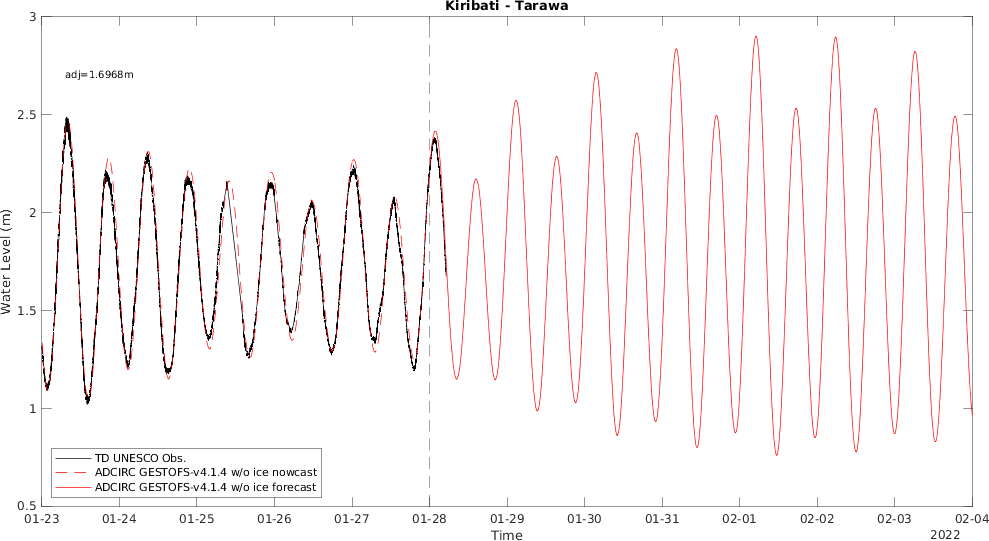 Kiribati - Tarawa
3
adj=1.6968m
2.5
2
Water Level (m)
1.5
1
TD UNESCO Obs.
ADCIRC GESTOFS-v4.1.4 w/o ice nowcast
ADCIRC GESTOFS-v4.1.4 w/o ice forecast
0.5
01-23 01-24 01-25 01-26 01-27 01-28 01-29 01-30 01-31 02-01 02-02 02-03 02-04
Time
2022